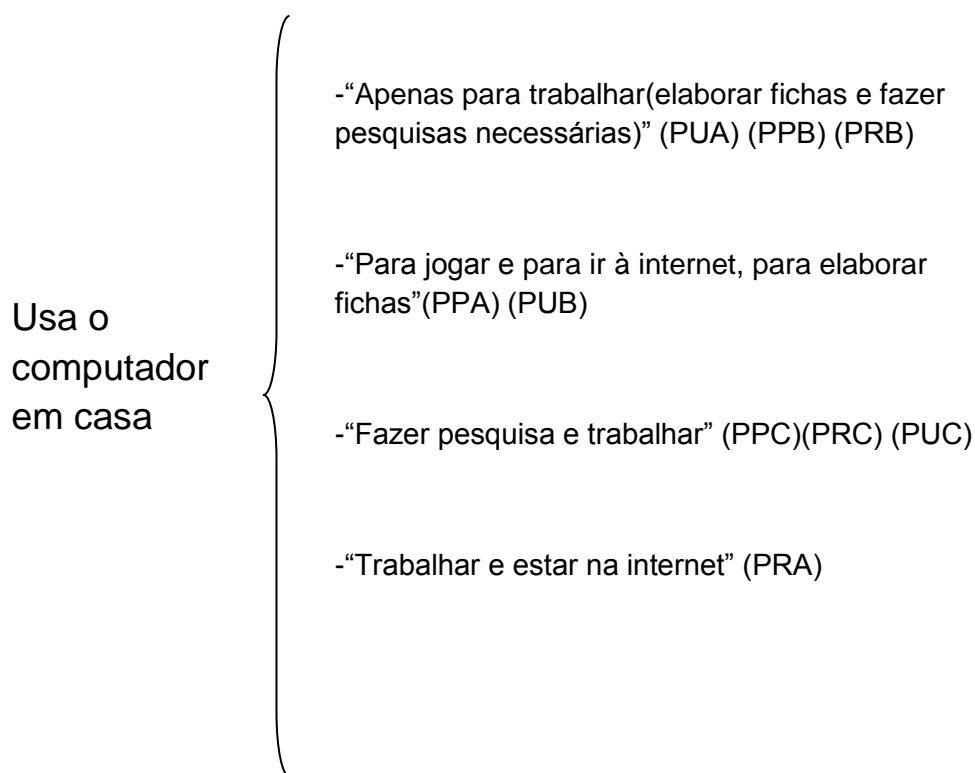 -“Apenas para trabalhar(elaborar fichas e fazer
pesquisas necessárias)” (PUA) (PPB) (PRB)
-“Para jogar e para ir à internet, para elaborar
fichas”(PPA) (PUB)
Usa o
computador
em casa
-“Fazer pesquisa e trabalhar” (PPC)(PRC) (PUC)
-“Trabalhar e estar na internet” (PRA)